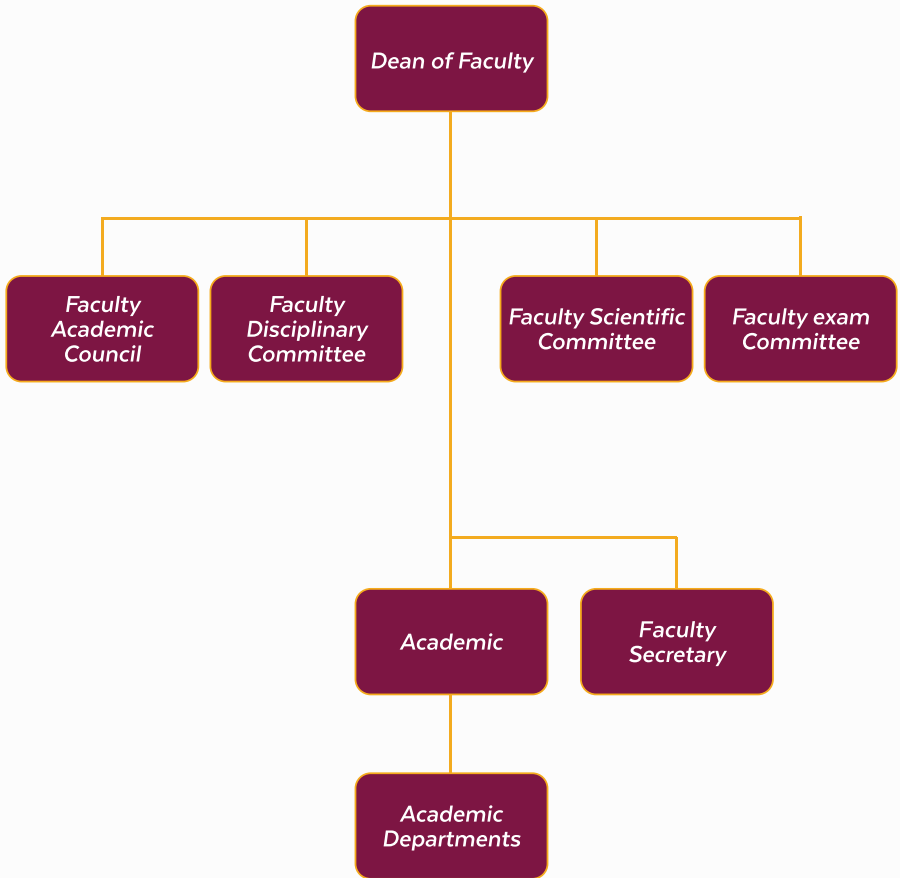 Dean of Faculty
Faculty
Academic
Council
Faculty
Disciplinary
Committee
Faculty Scientific
Committee
Faculty exam
Committee
Academic
Faculty
Secretary
Academic
Departments